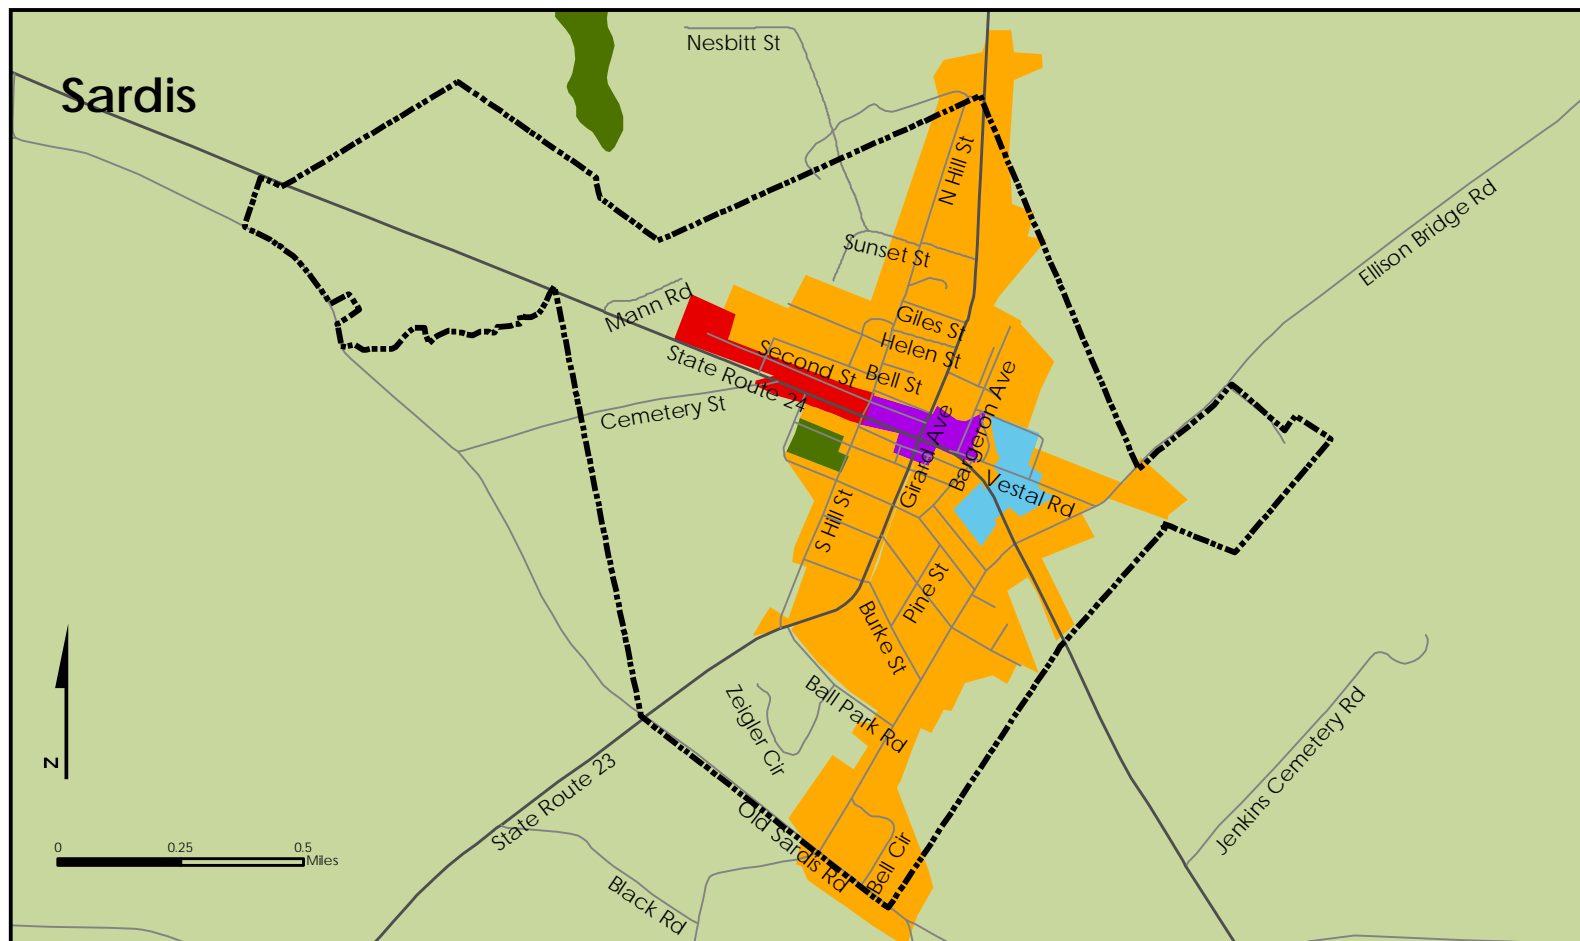 Nesbitt St
Sardis
N Hill St
Ellison Bridge Rd
Sunset St
Mann Rd
Giles St
Helen St
Second St
Bell St
State Route 24
Cemetery St
Bargeron Ave
Girard Ave
Vestal Rd
S Hill St
Pine St
Burke St
Ball Park Rd
Zeigler Cir
Jenkins Cemetery Rd
State Route 23
Old Sardis Rd
Bell Cir
Black Rd
N
0 0.25 0.5
Miles